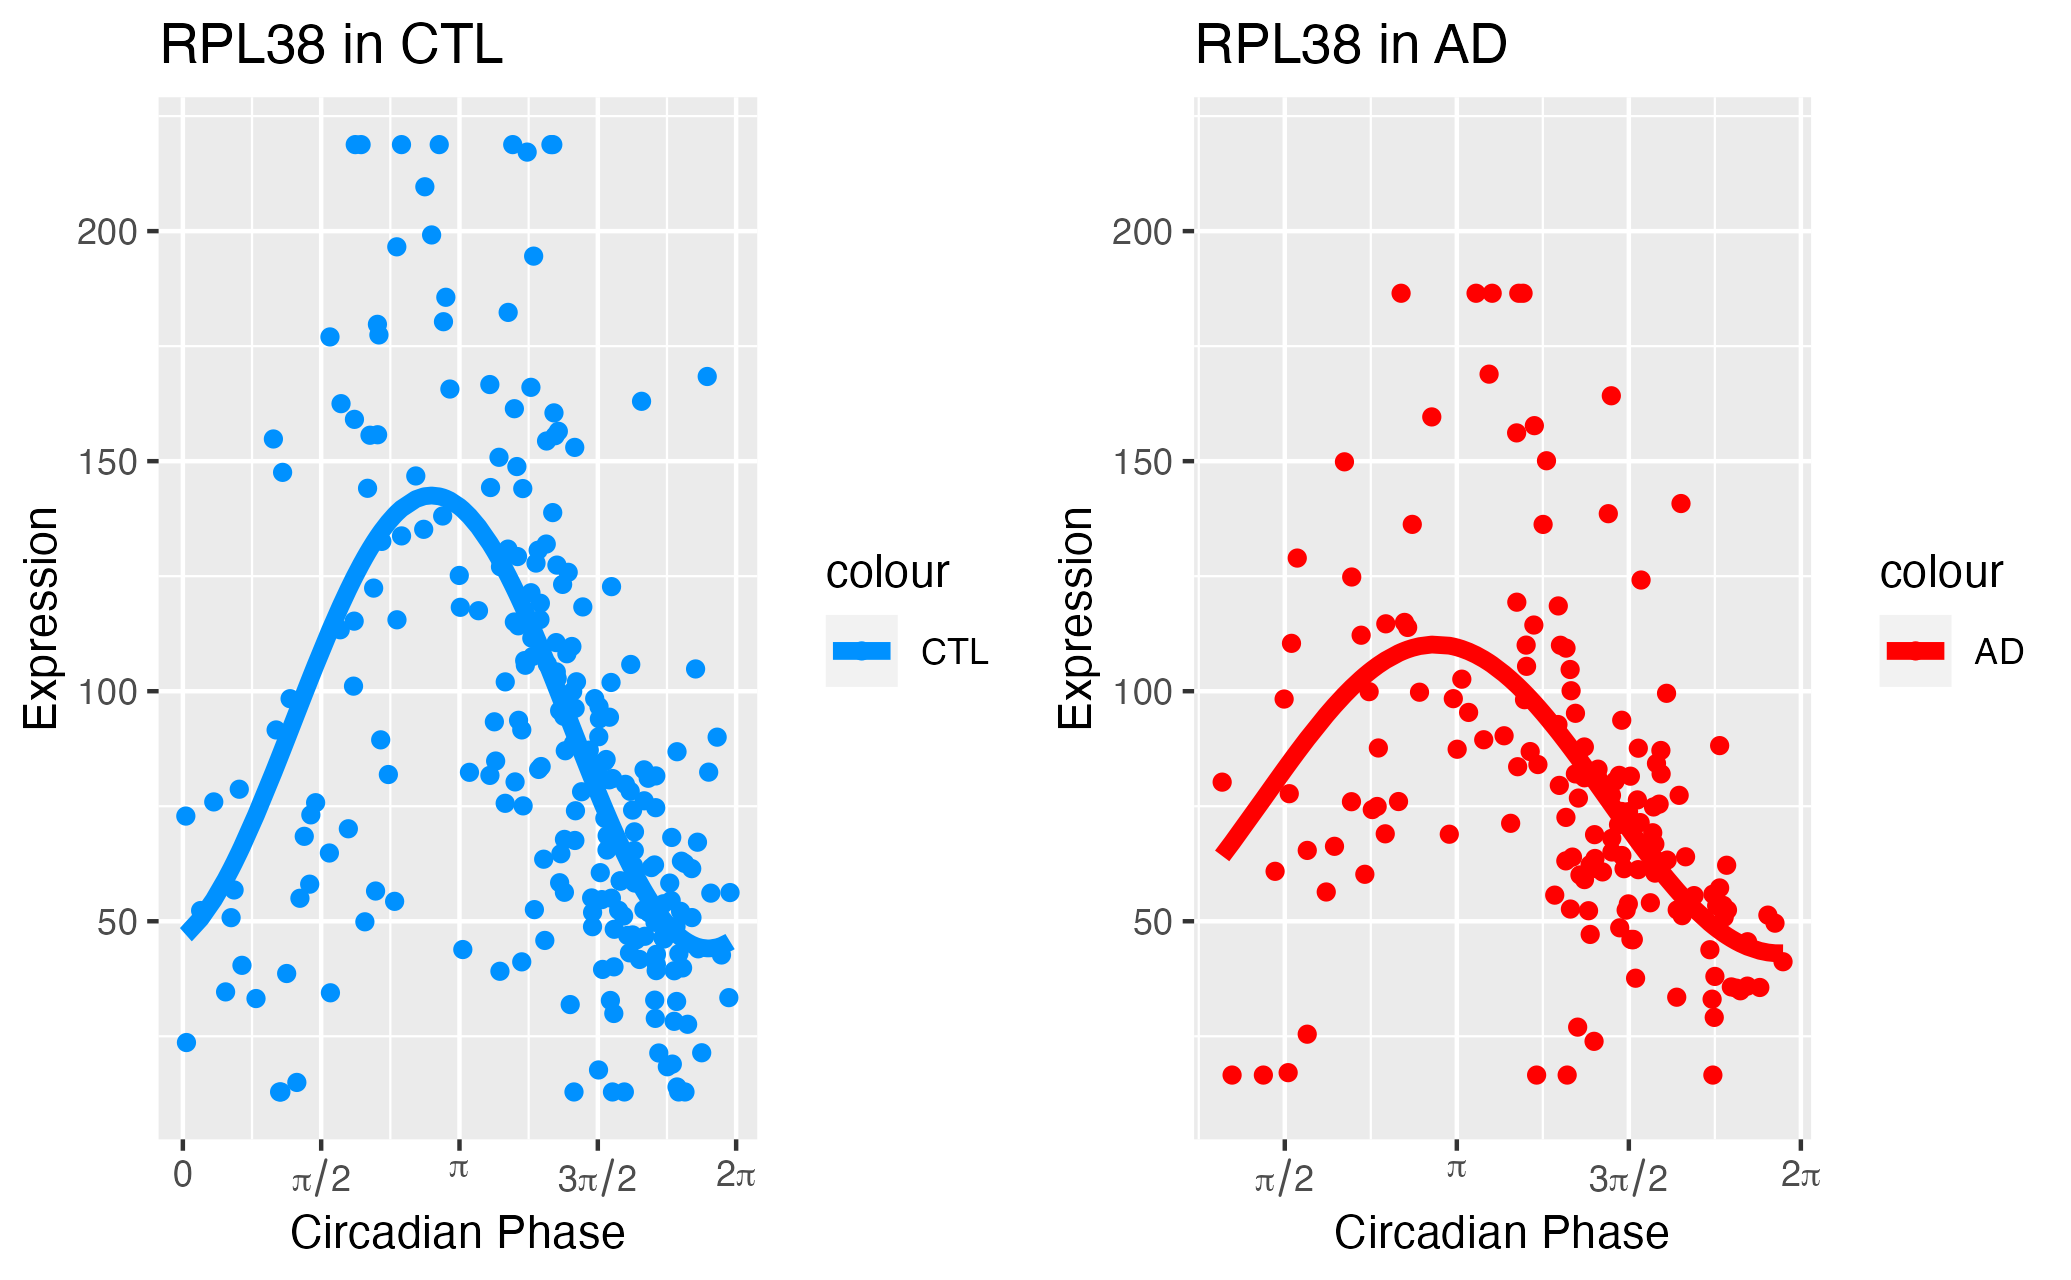 RPL38 in CTL
200
150
100
50
Expression
0
π/2
π
3π/2
2π
Circadian Phase
colour
CTL
RPL38 in AD
200
150
100
50
Expression
π/2
π
3π/2
2π
Circadian Phase
colour
AD